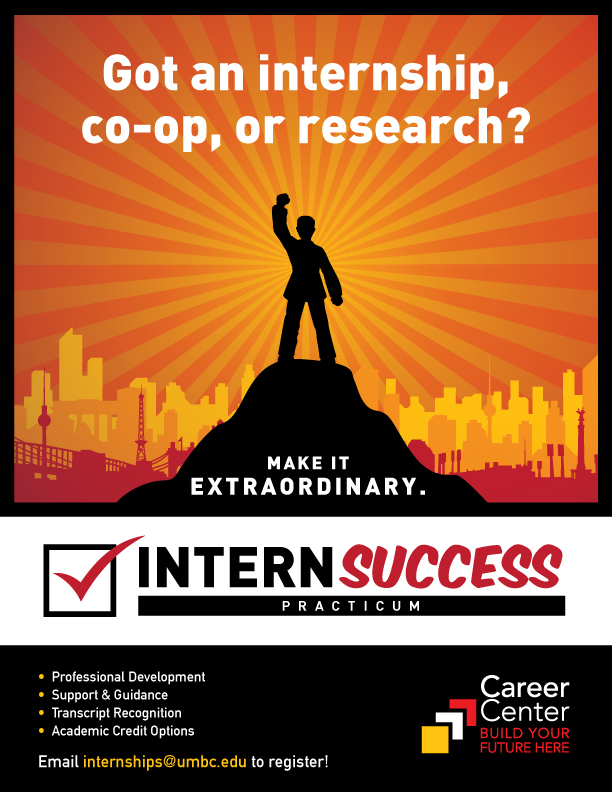 Got an internship,
co-op, or research?
MAKE IT
EXTRAORDINARY.
INTERNSUCCESS
PRACTICUM
• Professional Development
• Support & Guidance
• Transcript Recognition
• Academic Credit Options
Email internships@umbc.edu to register!
Career
Center
BUILD YOUR
FUTURE HERE